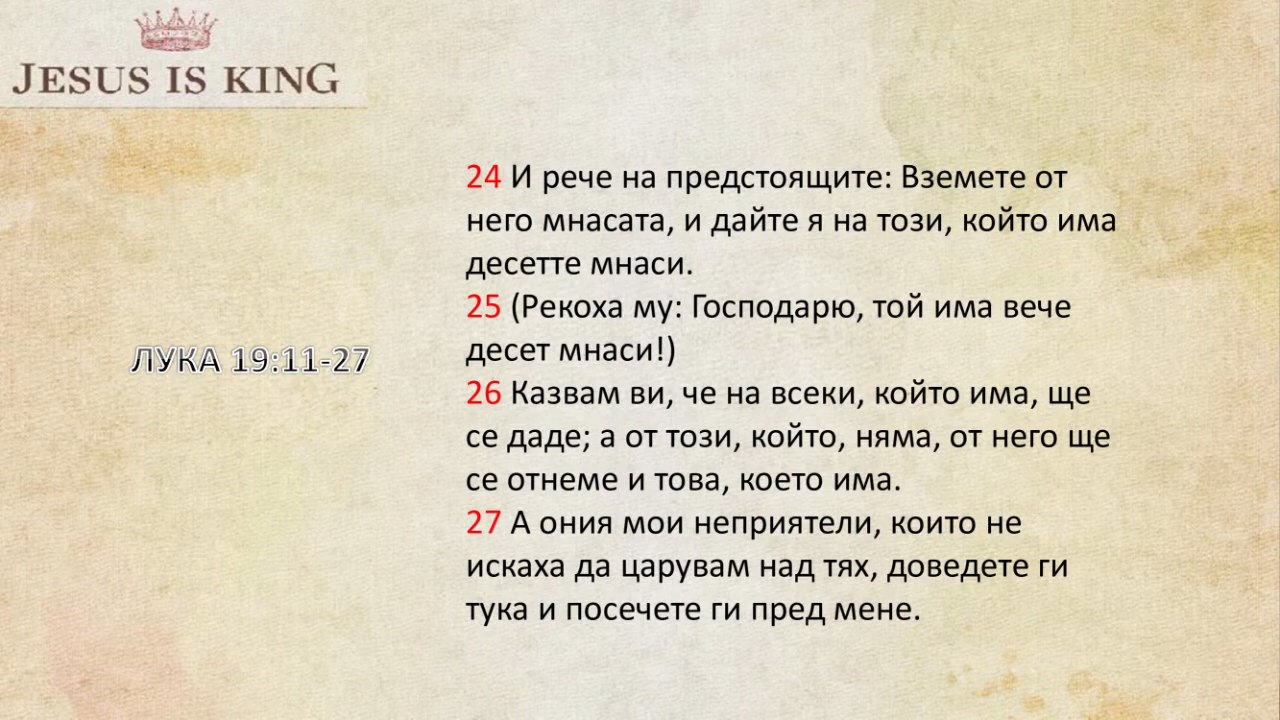 JESUS IS KING
ЛУКА 19:11-27
24 И рече на предстоящите: Вземете от
него мнасата, и дайте я на този, който има
десетте мнаси.
25 (Рекоха му: Господарю, той има вече
десет мнаси!)
26 Казвам ви, че на всеки, който има, ще
се даде; а от този, който, няма, от него ще
се отнеме и това, което има.
27 А ония мои неприятели, които не
искаха да царувам над тях, доведете ги
тука и посечете ги пред мене.